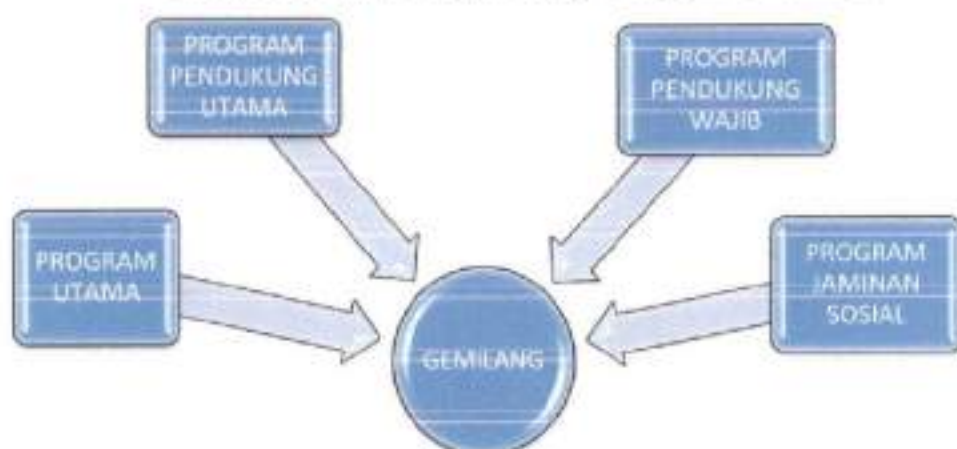 PROGRAM
PENDUKUNG
UTAMA
PROGRAM
PENDUKUNG
WAJIB
PROGRAM
UTAMA
PROGRAM
JAMINAN
SOSIAL
GEMILANG